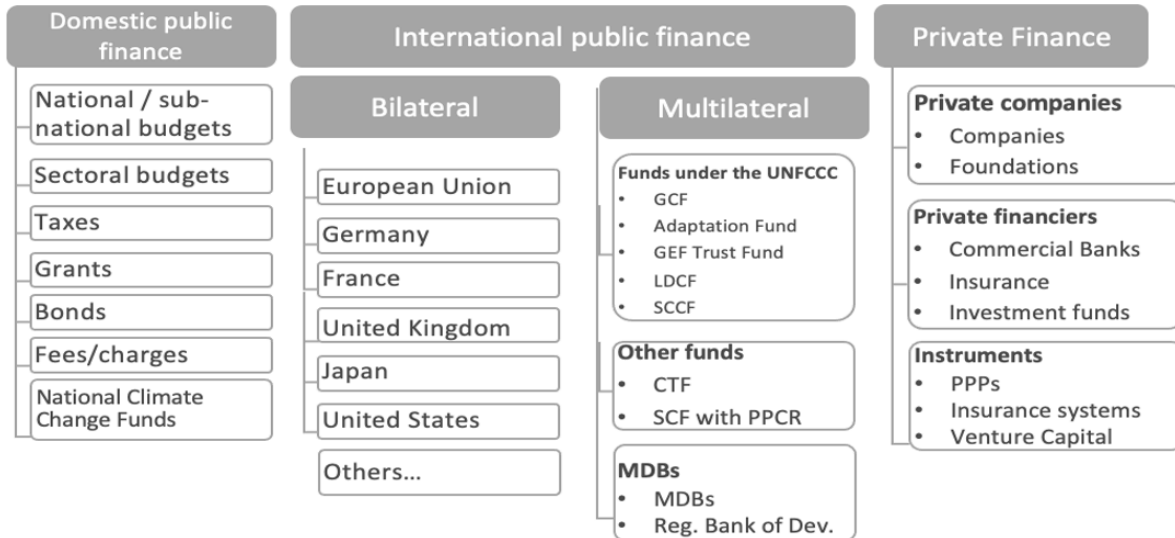 Domestic public
finance
National / sub-
national budgets
Sectoral budgets
Taxes
Grants
Bonds
Fees/charges
National Climate
Change Funds
International public finance
Bilateral
European Union
Germany
France
United Kingdom
Japan
United States
Others...
Multilateral
Funds under the UNFCCC
• GCF
• Adaptation Fund
• GEF Trust Fund
• LDCF
• SCCF
Other funds
• CTF
• SCF with PPCR
MDBs
• MDBs
• Reg. Bank of Dev.
Private Finance
Private companies
• Companies
• Foundations
Private financiers
• Commercial Banks
• Insurance
• Investment funds
Instruments
• PPPs
• Insurance systems
• Venture Capital